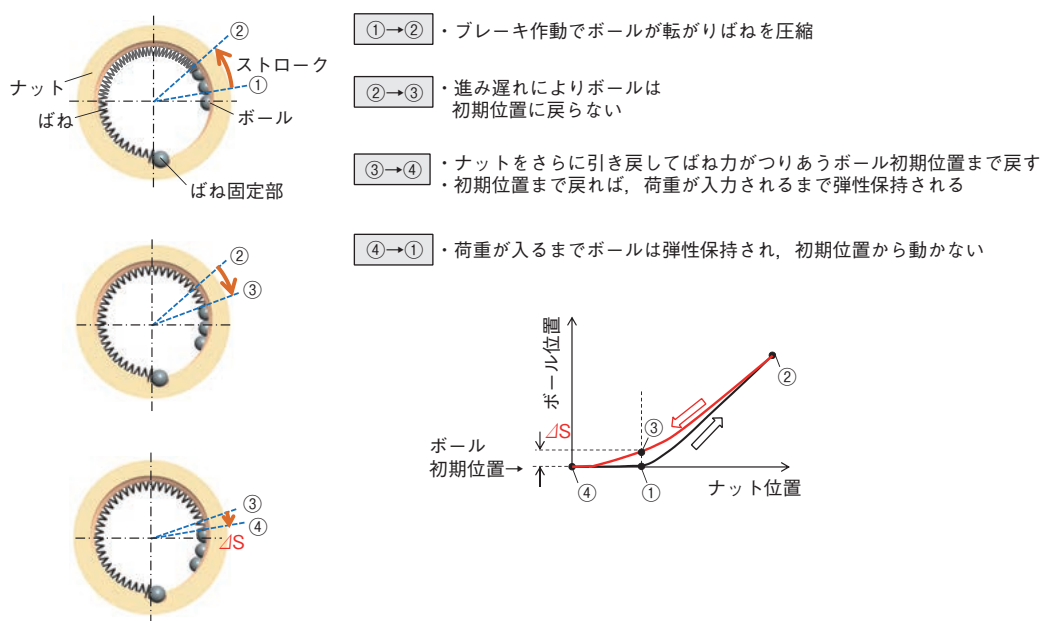 ②
ストローク
①
ナット
ばね
ボール
ばね固定部
①→② ・ブレーキ作動でボールが転がりばねを圧縮
②→③ ・進み遅れによりボールは
初期位置に戻らない
③→④ ・ナットをさらに引き戻してばね力がつりあうボール初期位置まで戻す
・初期位置まで戻れば，荷重が入力されるまで弾性保持される
④→① ・荷重が入るまでボールは弾性保持され，初期位置から動かない
②
③
③
④
⊿S
ボール位置
②
⊿S
③
ボール
初期位置→
④
①
ナット位置